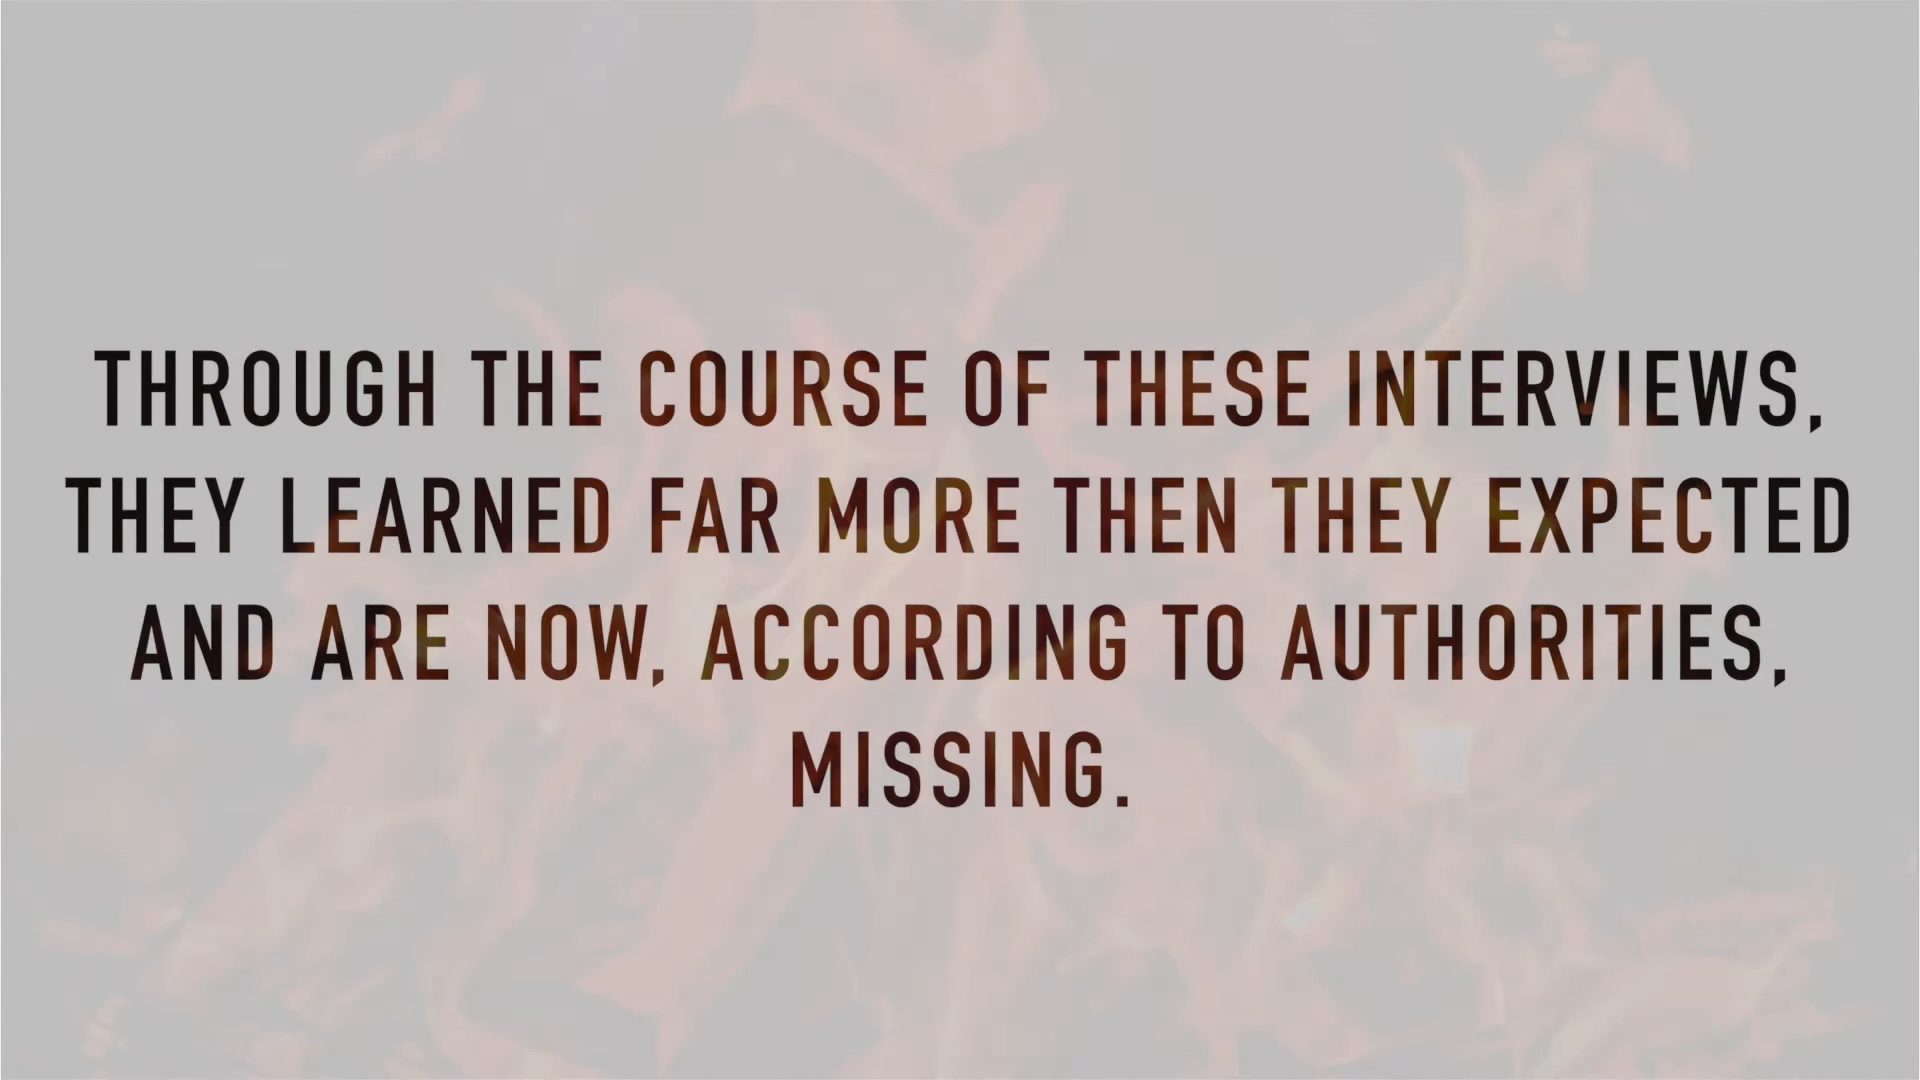 THROUGH THE COURSE OF THESE INTERVIEWS,
THEY LEARNED FAR MORE THEN THEY EXPECTED
AND ARE NOW, ACCORDING TO AUTHORITIES,
MISSING.